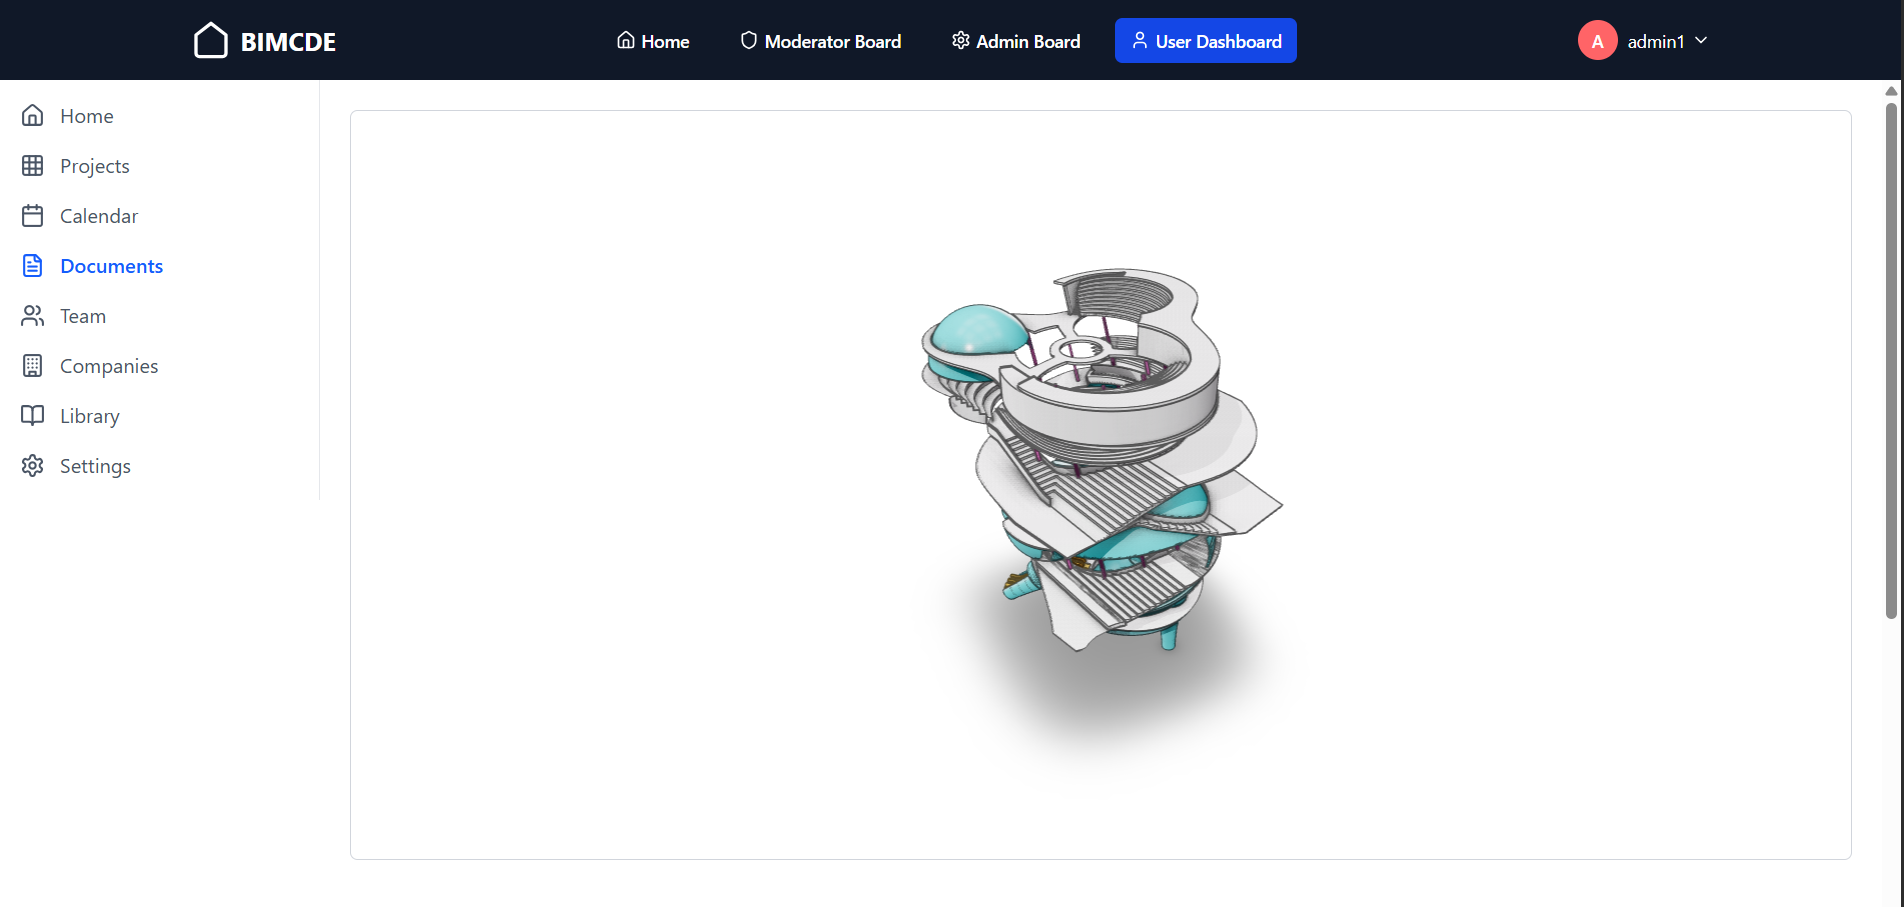 BIMCDE
Home
Moderator Board
Admin Board
User Dashboard
A
admin1
Home
Projects
Calendar
Documents
Team
Companies
Library
Settings